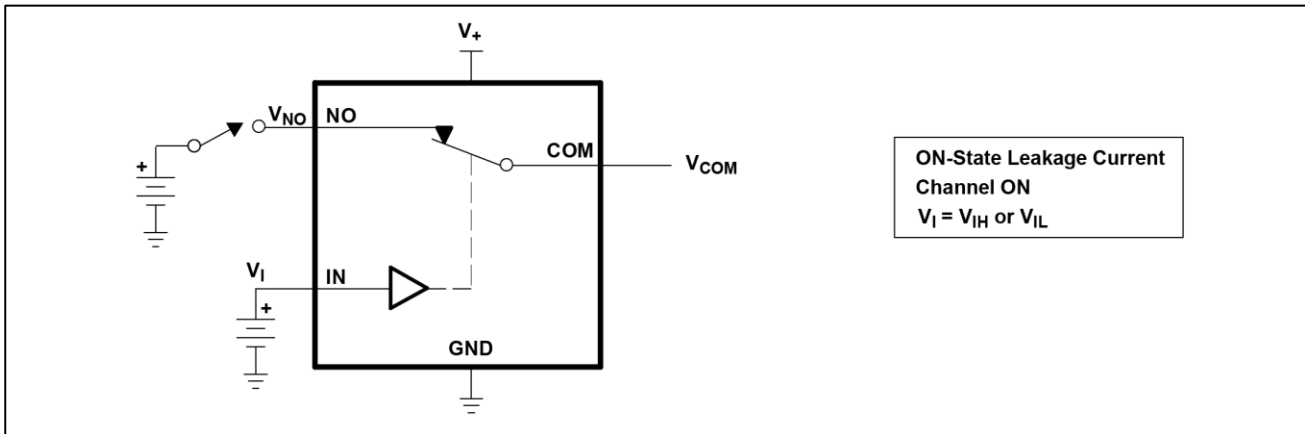 V+
VNO
NO
COM
VCOM
+
VI
IN
+
GND
ON-State Leakage Current
Channel ON
VI = VIH or VIL